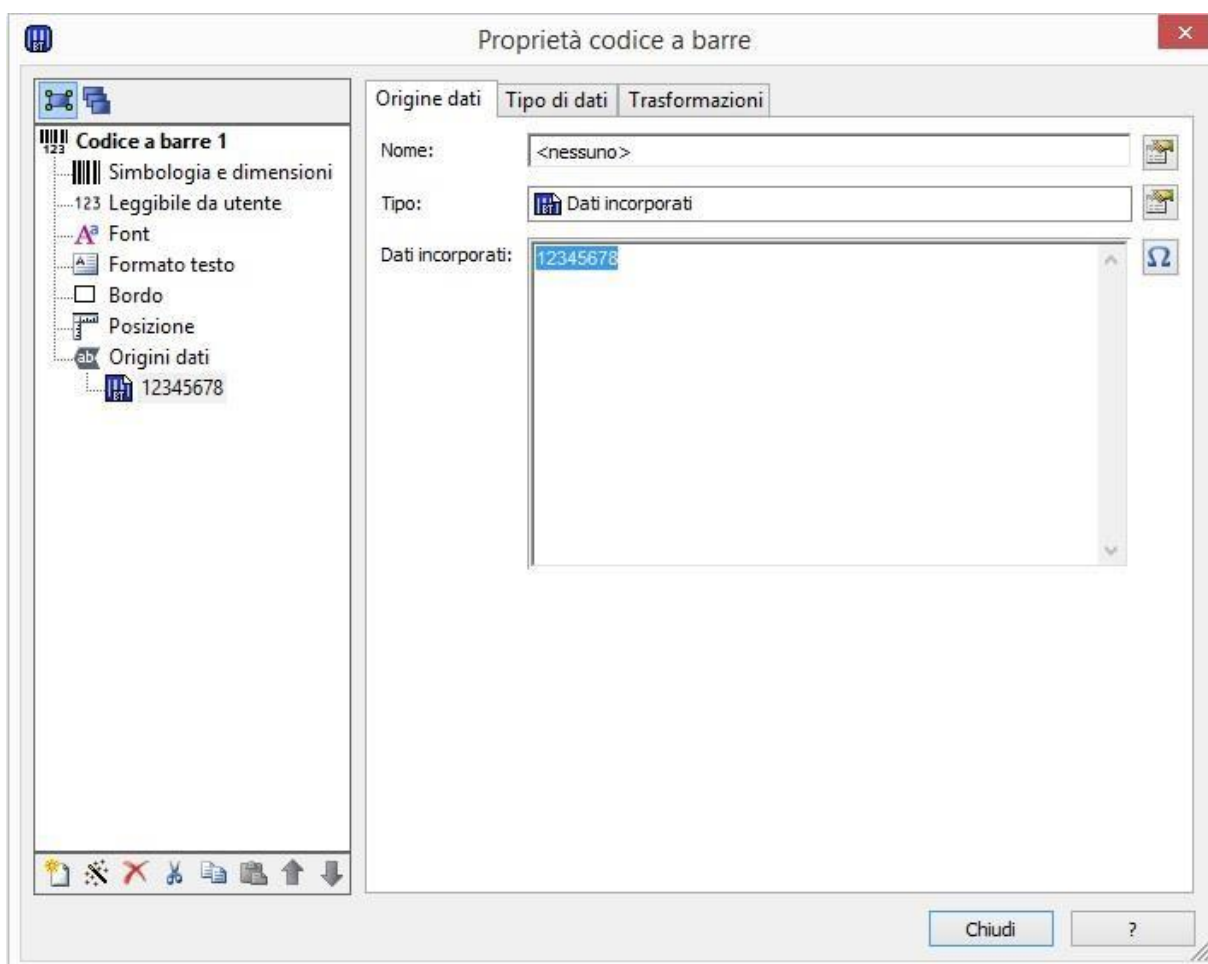 Proprietà codice a barre
Codice a barre 1
Simbologia e dimensioni
123 Leggibile da utente
Font
Formato testo
Bordo
Posizione
Origini dati
12345678
Origine dati Tipo di dati Trasformazioni
Nome: <nessuno>
Tipo: Dati incorporati
Dati incorporati: 12345678
Ω
Chiudi ?